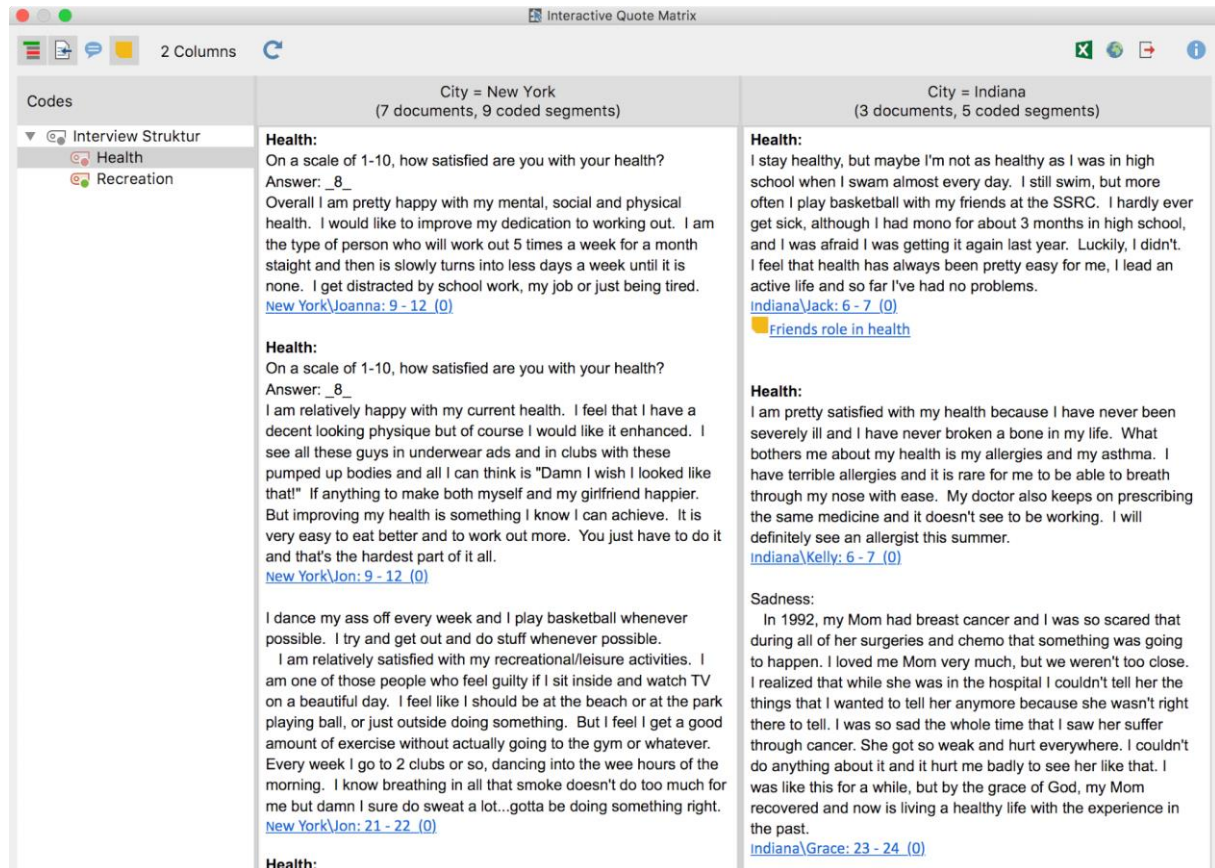 Interactive Quote Matrix
2 Columns
Codes
Interview Struktur
Health
Recreation
City = New York
(7 documents, 9 coded segments)
Health:
On a scale of 1-10, how satisfied are you with your health?
Answer: _8_
Overall I am pretty happy with my mental, social and physical
health.  I would like to improve my dedication to working out.  I am
the type of person who will work out 5 times a week for a month
staight and then is slowly turns into less days a week until it is
none.  I get distracted by school work, my job or just being tired.
New York\Joanna: 9 - 12  (0)
Health:
On a scale of 1-10, how satisfied are you with your health?
Answer: _8_
I am relatively happy with my current health.  I feel that I have a
decent looking physique but of course I would like it enhanced.  I
see all these guys in underwear ads and in clubs with these
pumped up bodies and all I can think is "Damn I wish I looked like
that!"  If anything to make both myself and my girlfriend happier.
But improving my health is something I know I can achieve.  It is
very easy to eat better and to work out more.  You just have to do it
and that's the hardest part of it all.
New York\Jon: 9 - 12  (0)
I dance my ass off every week and I play basketball whenever
possible.  I try and get out and do stuff whenever possible.
I am relatively satisfied with my recreational/leisure activities.  I
am one of those people who feel guilty if I sit inside and watch TV
on a beautiful day.  I feel like I should be at the beach or at the park
playing ball, or just outside doing something.  But I feel I get a good
amount of exercise without actually going to the gym or whatever.
Every week I go to 2 clubs or so, dancing into the wee hours of the
morning.  I know breathing in all that smoke doesn't do too much for
me but damn I sure do sweat a lot...gotta be doing something right.
New York\Jon: 21 - 22  (0)
Health:
City = Indiana
(3 documents, 5 coded segments)
Health:
I stay healthy, but maybe I'm not as healthy as I was in high
school when I swam almost every day.  I still swim, but more
often I play basketball with my friends at the SSRC.  I hardly ever
get sick, although I had mono for about 3 months in high school,
and I was afraid I was getting it again last year.  Luckily, I didn't.
I feel that health has always been pretty easy for me, I lead an
active life and so far I've had no problems.
Indiana\Jack: 6 - 7  (0)
Friends role in health
Health:
I am pretty satisfied with my health because I have never been
severely ill and I have never broken a bone in my life.  What
bothers me about my health is my allergies and my asthma.  I
have terrible allergies and it is rare for me to be able to breath
through my nose with ease.  My doctor also keeps on prescribing
the same medicine and it doesn't see to be working.  I will
definitely see an allergist this summer.
Indiana\Kelly: 6 - 7  (0)
Sadness:
In 1992, my Mom had breast cancer and I was so scared that
during all of her surgeries and chemo that something was going
to happen. I loved me Mom very much, but we weren't too close.
I realized that while she was in the hospital I couldn't tell her the
things that I wanted to tell her anymore because she wasn't right
there to tell. I was so sad the whole time that I saw her suffer
through cancer. She got so weak and hurt everywhere. I couldn't
do anything about it and it hurt me badly to see her like that. I
was like this for a while, but by the grace of God, my Mom
recovered and now is living a healthy life with the experience in
the past.
Indiana\Grace: 23 - 24  (0)